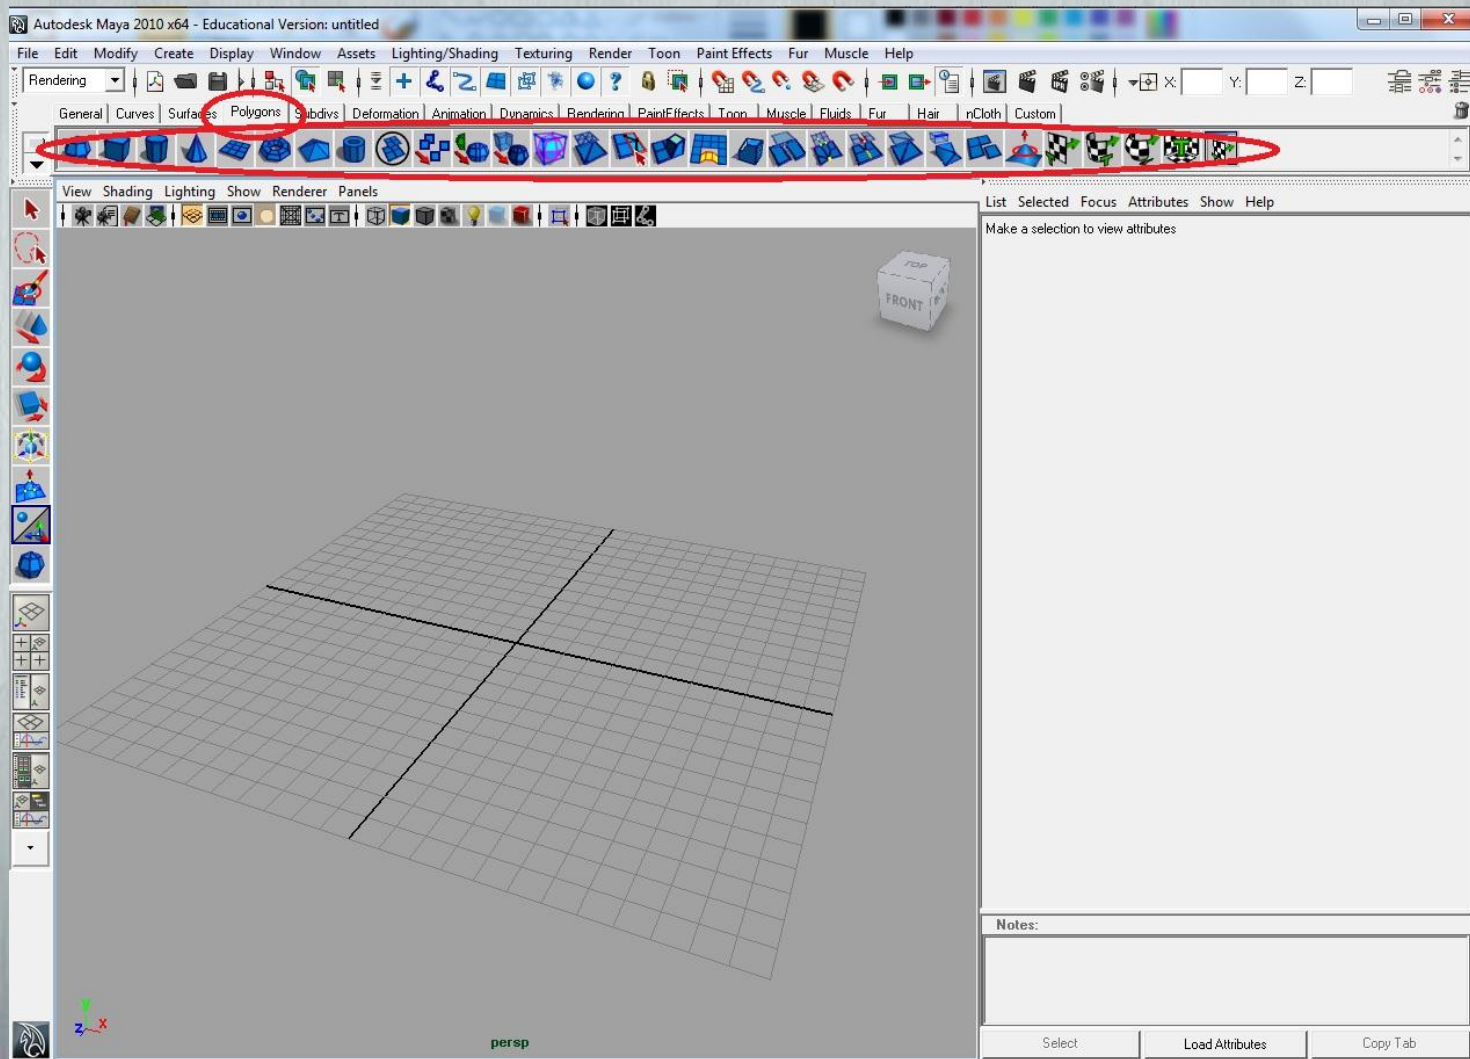 Autodesk Maya 2010 x64 - Educational Version: untitled
File Edit Modify Create Display Window Assets Lighting/Shading Texturing Render Toon Paint Effects Fur Muscle Help
Rendering X: Y: Z:
General Curves Surfaces Polygons Subdivs Deformation Animation Dynamics Rendering PaintEffects Toon Muscle Fluids Fur Hair nCloth Custom
View Shading Lighting Show Renderer Panels
List Selected Focus Attributes Show Help
Make a selection to view attributes
TOP
FRONT
y
z x
persp
Notes:
Select Load Attributes Copy Tab